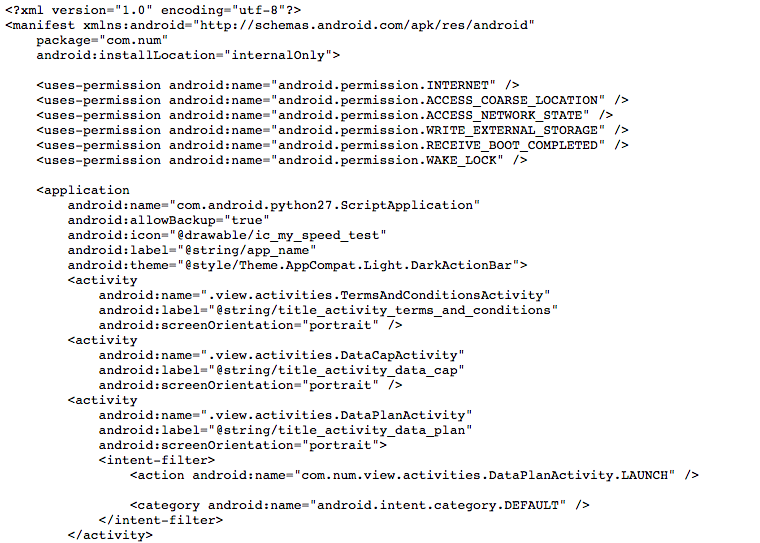 <?xml version="1.0" encoding="utf-8"?>
<manifest xmlns:android="http://schemas.android.com/apk/res/android"
    package="com.num"
    android:installLocation="internalOnly">

    <uses-permission android:name="android.permission.INTERNET" />
    <uses-permission android:name="android.permission.ACCESS_COARSE_LOCATION" />
    <uses-permission android:name="android.permission.ACCESS_NETWORK_STATE" />
    <uses-permission android:name="android.permission.WRITE_EXTERNAL_STORAGE" />
    <uses-permission android:name="android.permission.RECEIVE_BOOT_COMPLETED" />
    <uses-permission android:name="android.permission.WAKE_LOCK" />

    <application
        android:name="com.android.python27.ScriptApplication"
        android:allowBackup="true"
        android:icon="@drawable/ic_my_speed_test"
        android:label="@string/app_name"
        android:theme="@style/Theme.AppCompat.Light.DarkActionBar">
        <activity
            android:name=".view.activities.TermsAndConditionsActivity"
            android:label="@string/title_activity_terms_and_conditions"
            android:screenOrientation="portrait" />
        <activity
            android:name=".view.activities.DataCapActivity"
            android:label="@string/title_activity_data_cap"
            android:screenOrientation="portrait" />
        <activity
            android:name=".view.activities.DataPlanActivity"
            android:label="@string/title_activity_data_plan"
            android:screenOrientation="portrait">
            <intent-filter>
                <action android:name="com.num.view.activities.DataPlanActivity.LAUNCH" />

                <category android:name="android.intent.category.DEFAULT" />
            </intent-filter>
        </activity>